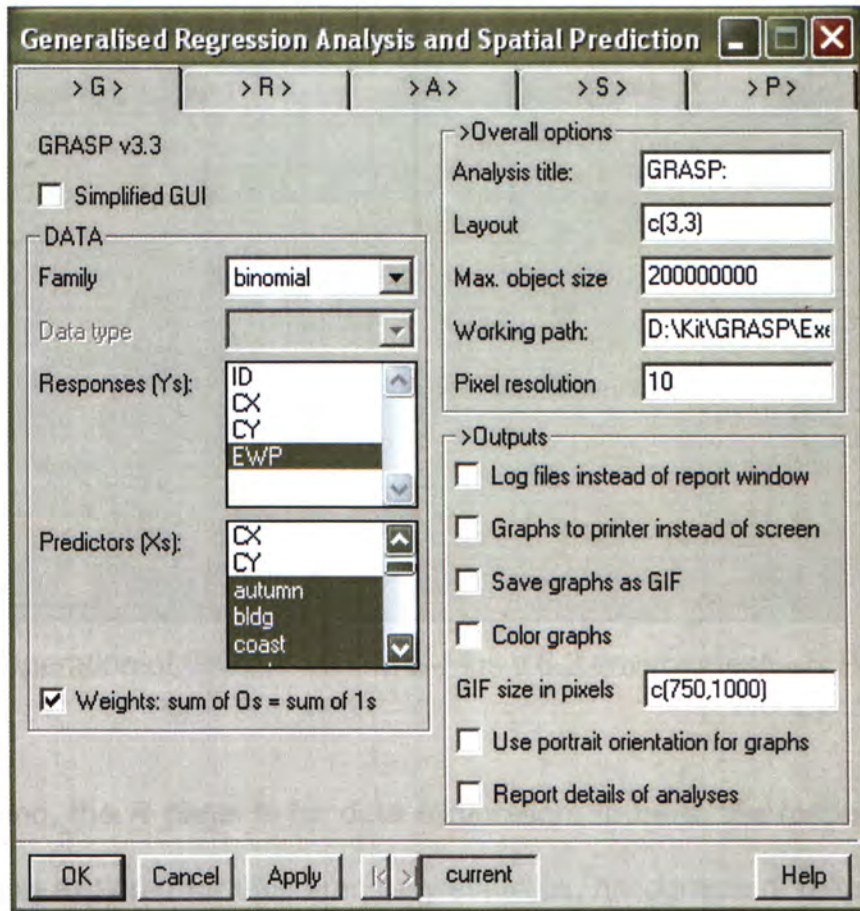 Generalised Regression Analysis and Spatial Prediction
>G> >R> >A> >S> >P>
GRASP v3.3
Simplified GUI
DATA
Family binomial
Data type
Responses (Ys): ID
CX
CY
EWP
Predictors (Xs): CX
CY
autumn
bldg
coast
Weights: sum of 0s = sum of 1s
>Overall options
Analysis title: GRASP:
Layout c(3,3)
Max. object size 200000000
Working path: D:\Kit\GRASP\Exe
Pixel resolution 10
>Outputs
Log files instead of report window
Graphs to printer instead of screen
Save graphs as GIF
Color graphs
GIF size in pixels c(750,1000)
Use portrait orientation for graphs
Report details of analyses
OK Cancel Apply current Help